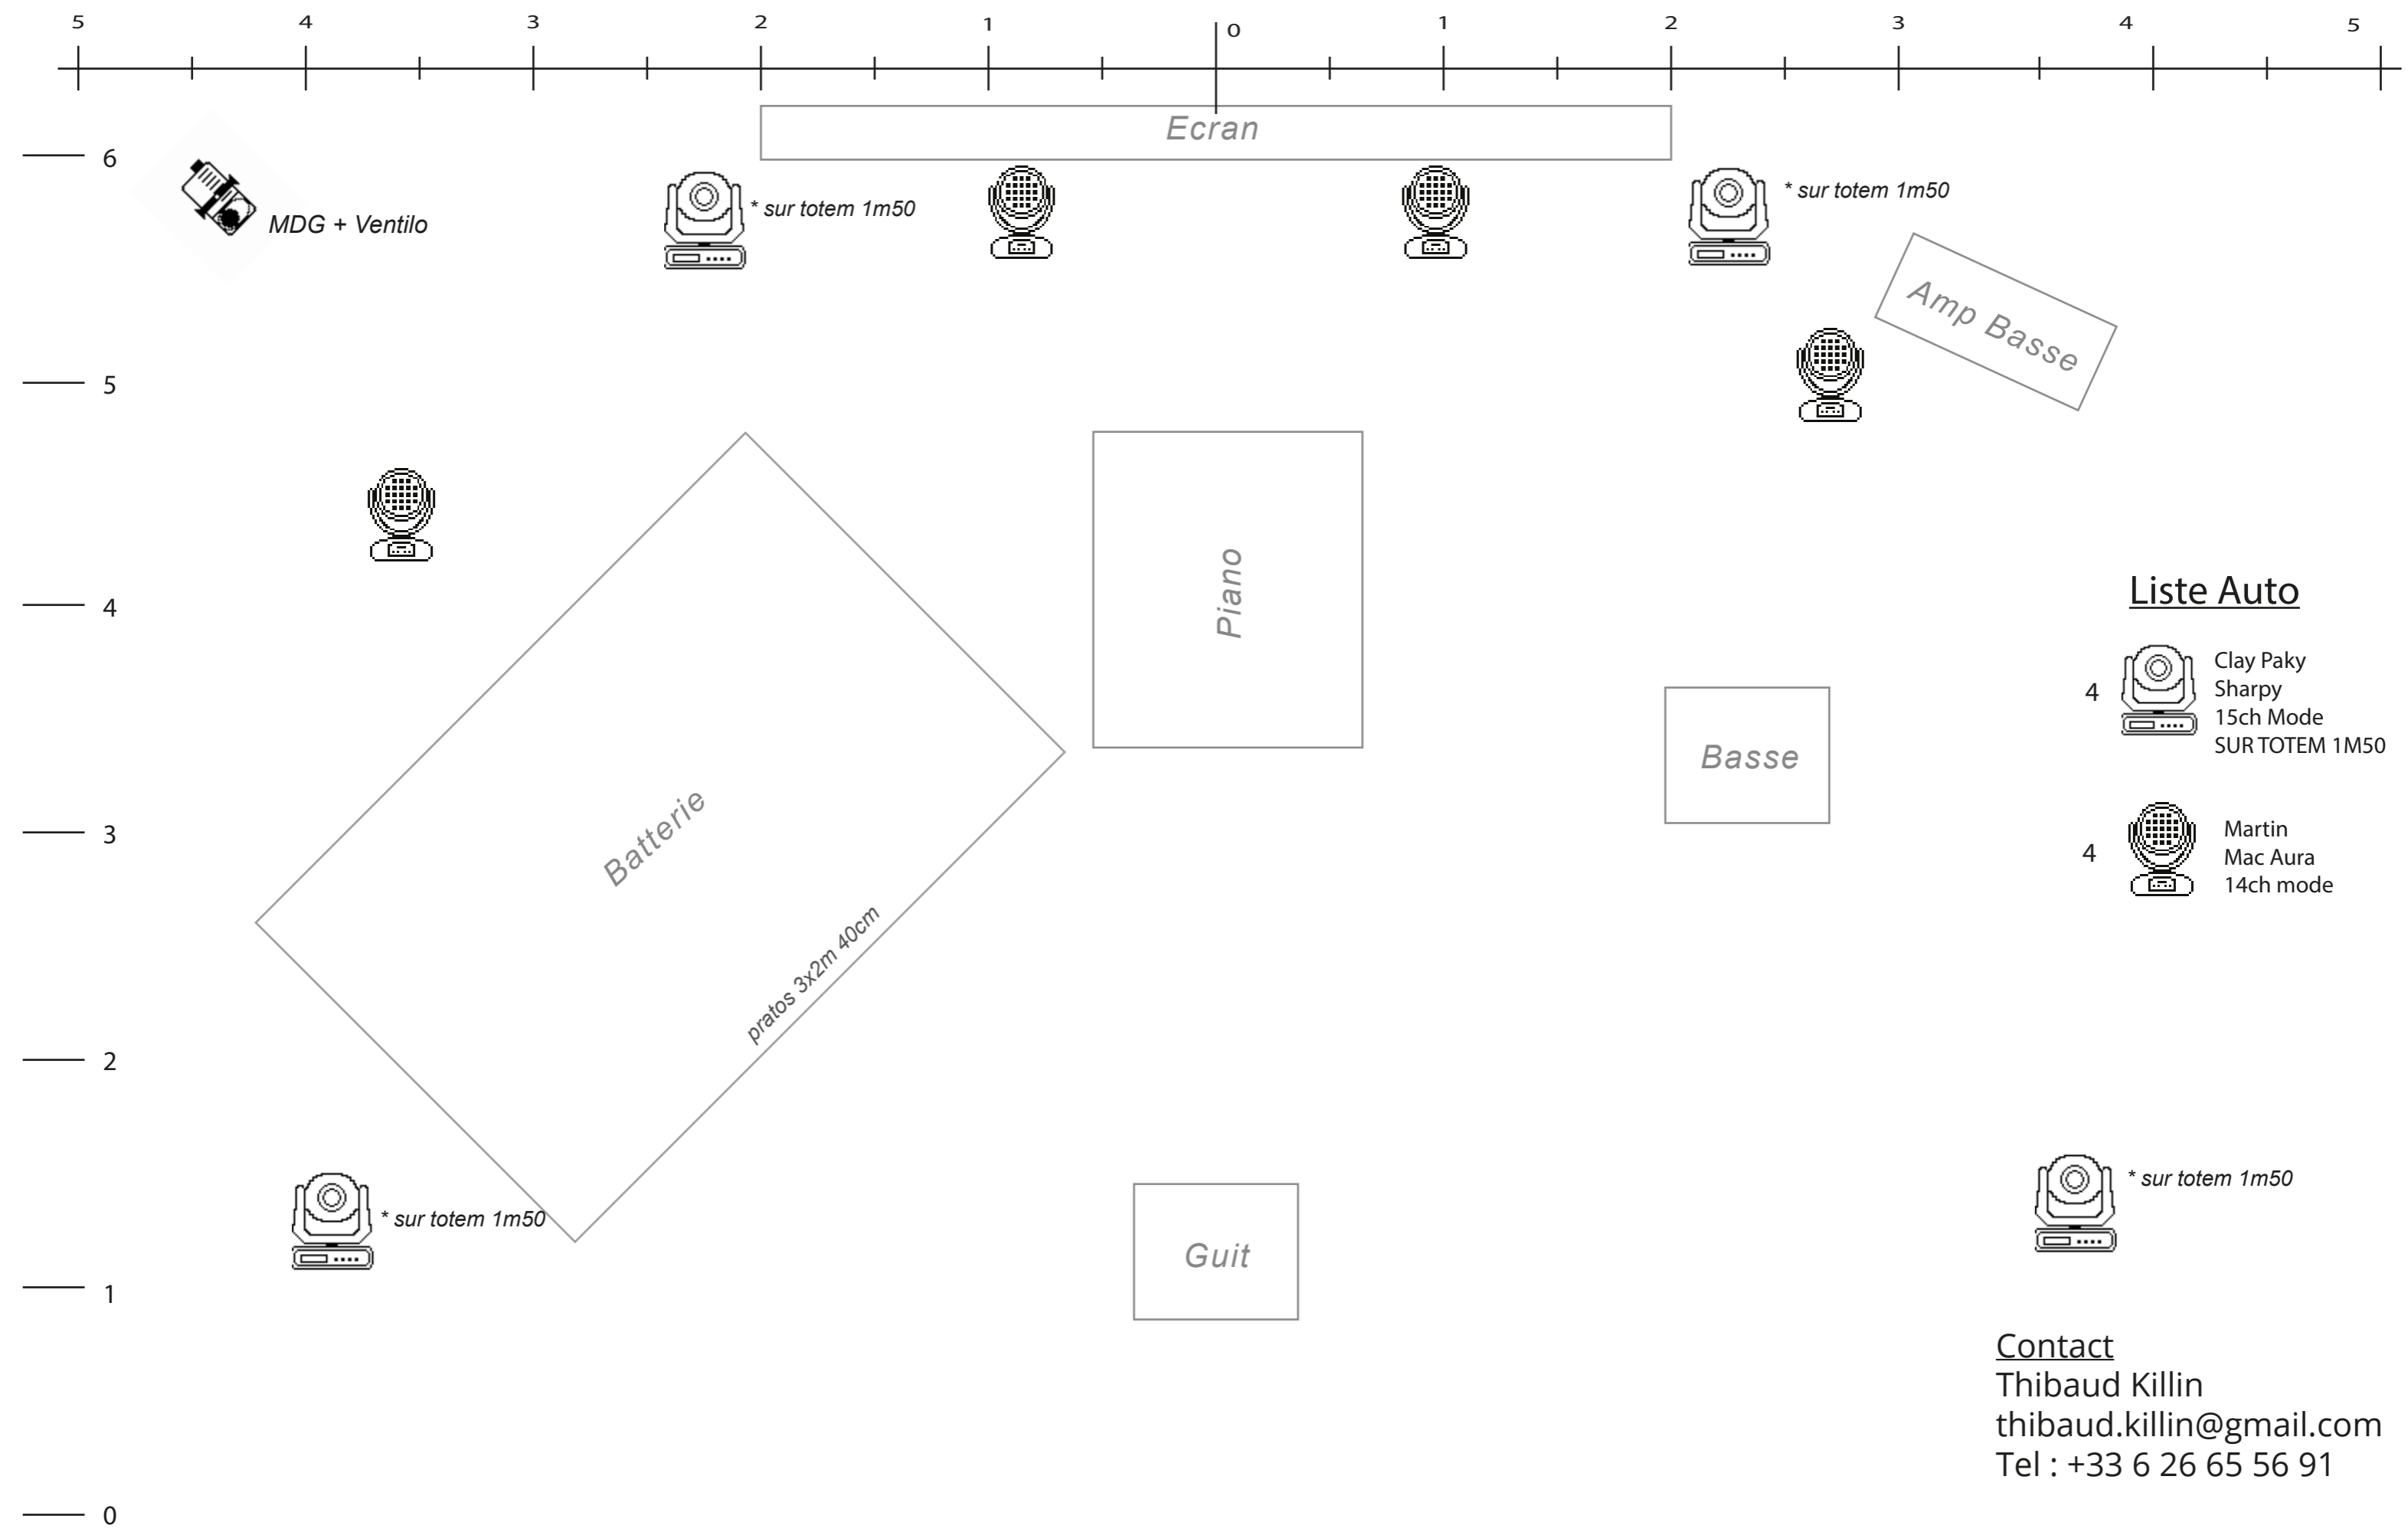 5 4 3 2 1 0 1 2 3 4 5
Ecran
6
MDG + Ventilo
* sur totem 1m50
* sur totem 1m50
Amp Basse
5
Piano
4
Liste Auto
4
Clay Paky
Sharpy
15ch Mode
SUR TOTEM 1M50
Basse
Batterie
3
4
Martin
Mac Aura
14ch mode
pratos 3x2m 40cm
2
* sur totem 1m50
* sur totem 1m50
Guit
1
Contact
Thibaud Killin
thibaud.killin@gmail.com
Tel : +33 6 26 65 56 91
0